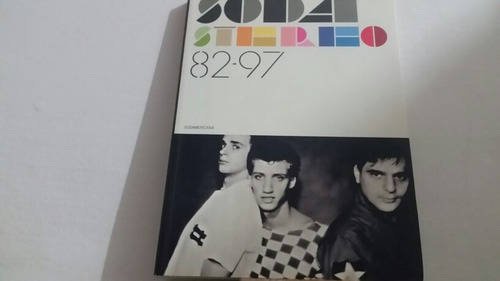 SODA
STEREO
82-97
SUDAMERICANA